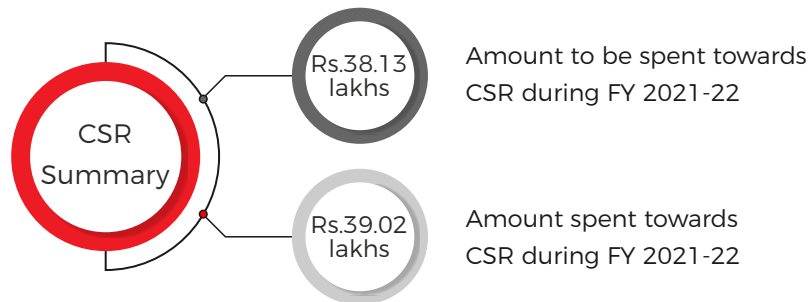 CSR
Summary
Rs.38.13
lakhs
Amount to be spent towards
CSR during FY 2021-22
Rs.39.02
lakhs
Amount spent towards
CSR during FY 2021-22